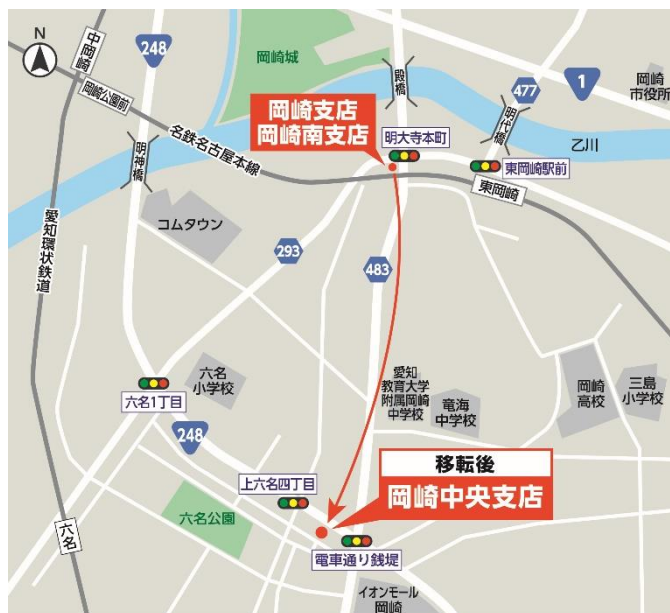 N
中岡崎
岡崎公園前
248
岡崎城
殿橋
477
明代橋
1
岡崎
市役所
乙川
岡崎支店
岡崎南支店
明大寺本町
東岡崎駅前
東岡崎
名鉄名古屋本線
明神橋
愛知環状鉄道
コムタウン
293
483
六名
小学校
六名1丁目
248
愛知
教育大学
附属岡崎
中学校
竜海
中学校
岡崎
高校
三島
小学校
上六名四丁目
移転後
岡崎中央支店
六名公園
六名
電車通り銭堤
イオンモール
岡崎